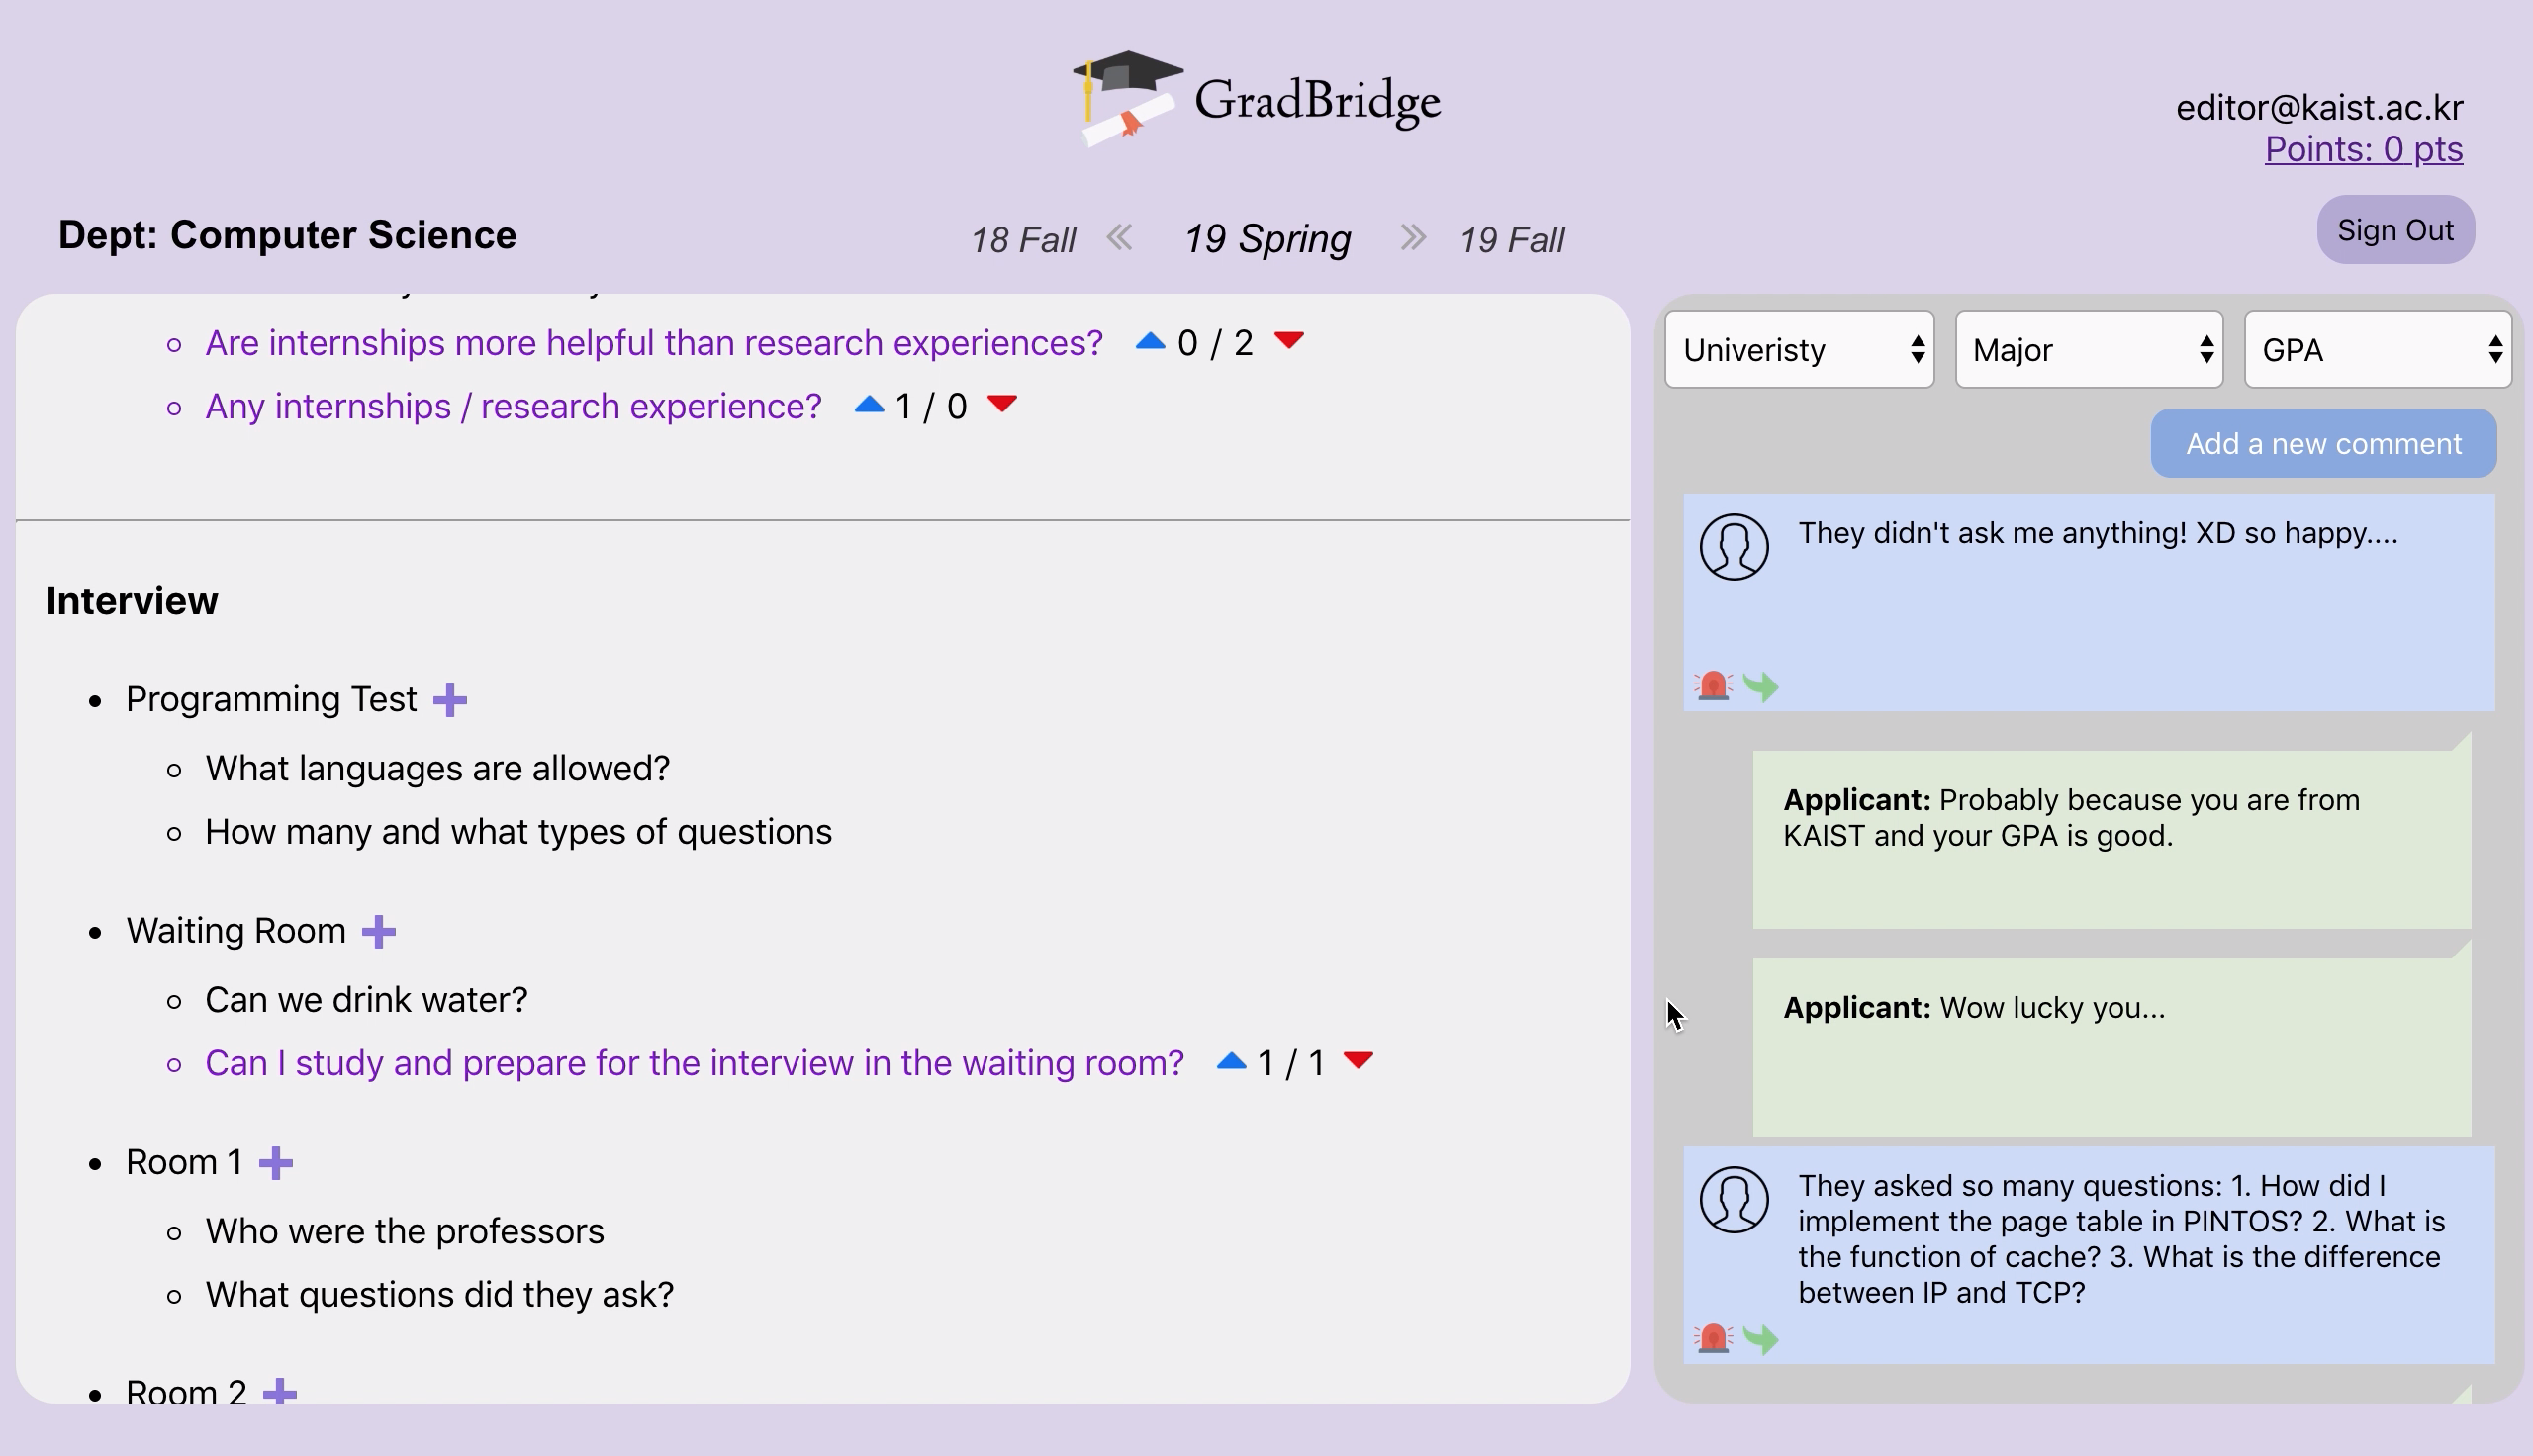 GradBridge
editor@kaist.ac.kr
Points: 0 pts
Dept: Computer Science
18 Fall « 19 Spring » 19 Fall
Sign Out
Are internships more helpful than research experiences? 0 / 2
Any internships / research experience? 1 / 0
Interview
Programming Test
What languages are allowed?
How many and what types of questions
Waiting Room
Can we drink water?
Can I study and prepare for the interview in the waiting room? 1 / 1
Room 1
Who were the professors
What questions did they ask?
Room 2
Univeristy
Major
GPA
Add a new comment
They didn't ask me anything! XD so happy....
Applicant: Probably because you are from
KAIST and your GPA is good.
Applicant: Wow lucky you...
They asked so many questions: 1. How did I
implement the page table in PINTOS? 2. What is
the function of cache? 3. What is the difference
between IP and TCP?